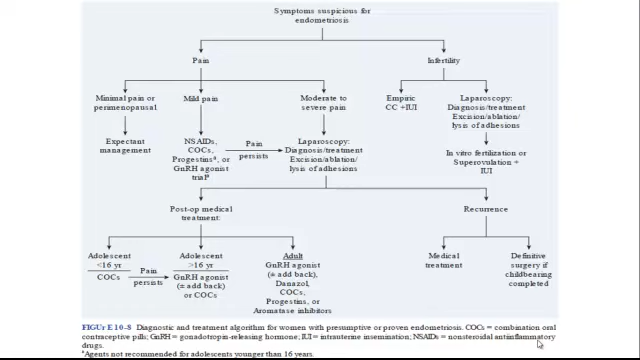 Symptoms suspicious for
endometriosis
Pain
Infertility
Minimal pain or
perimenopausal
Mild pain
Moderate to
severe pain
Empiric
CC +IUI
Laparoscopy:
Diagnosis/treatment
Excision/ablation/
lysis of adhesions
Expectant
management
NSAIDs,
COCs,
Progestinsª, or
GnRH agonist
trialª
Pain
persists
Laparoscopy:
Diagnosis/treatment
Excision/ablation/
lysis of adhesions
In vitro fertilization or
Superovulation +
IUI
Post-op medical
treatment:
Recurrence
Adolescent
<16 yr
COCs
Pain
persists
Adolescent
>16 yr
GnRH agonist
(± add back)
or COCs
Adult
GnRH agonist
(± add back),
Danazol,
COCs,
Progestins, or
Aromatase inhibitors
Medical
treatment
Definitive
surgery if
childbearing
completed
FIGUrE 10-8 Diagnostic and treatment algorithm for women with presumptive or proven endometriosis. COCs = combination oral
contraceptive pills; GnRH = gonadotropin-releasing hormone; IUI = intrauterine insemination; NSAIDs = nonsteroidal antiinflammatory
drugs.
ªAgents not recommended for adolescents younger than 16 years.